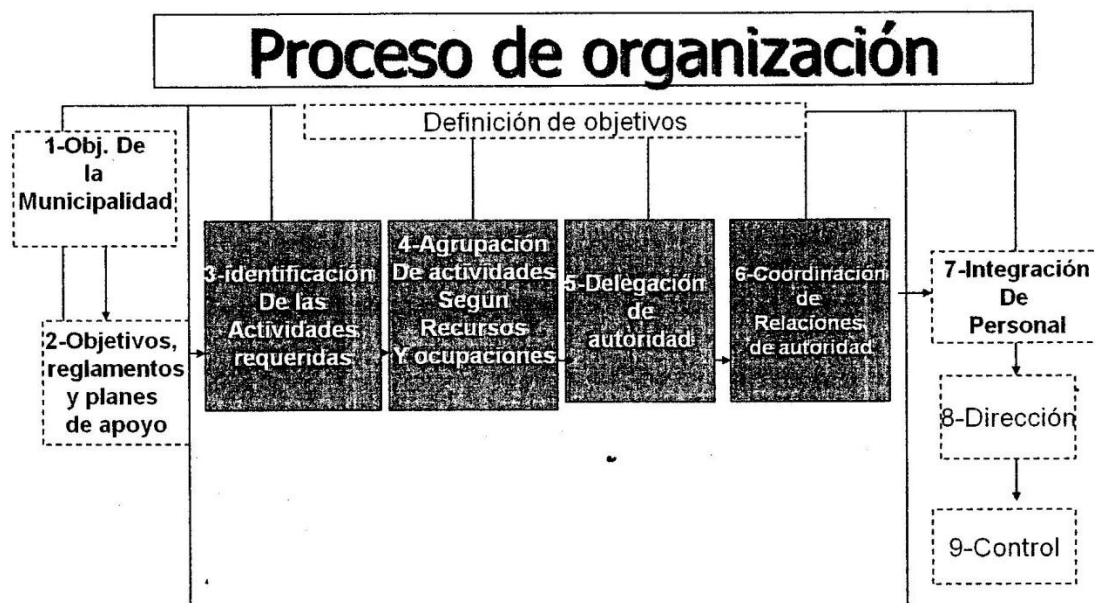 Proceso de organización
Definición de objetivos
1-Obj. De
la
Municipalidad
2-Objetivos,
reglamentos
y planes
de apoyo
3-identificación
De las
Actividades
requeridas
4-Agrupación
De actividades
Según
Recursos
Y ocupaciones
5-Delegación
de
autoridad
6-Coordinación
de
Relaciones
de autoridad
7-Integración
De
Personal
8-Dirección
9-Control